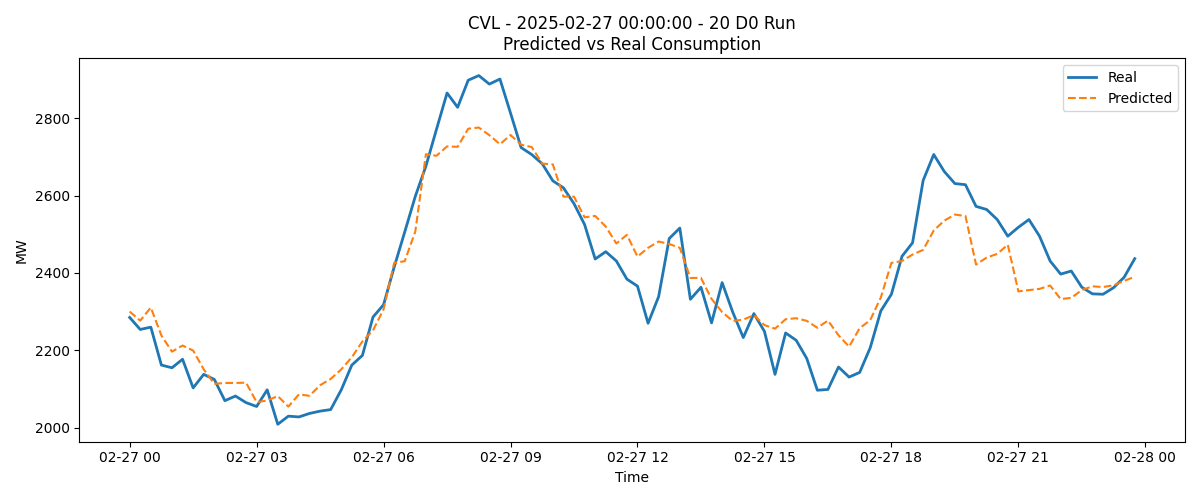 CVL - 2025-02-27 00:00:00 - 20 D0 Run
Predicted vs Real Consumption
Real
Predicted
MW
2800
2600
2400
2200
2000
02-27 00
02-27 03
02-27 06
02-27 09
02-27 12
02-27 15
02-27 18
02-27 21
02-28 00
Time